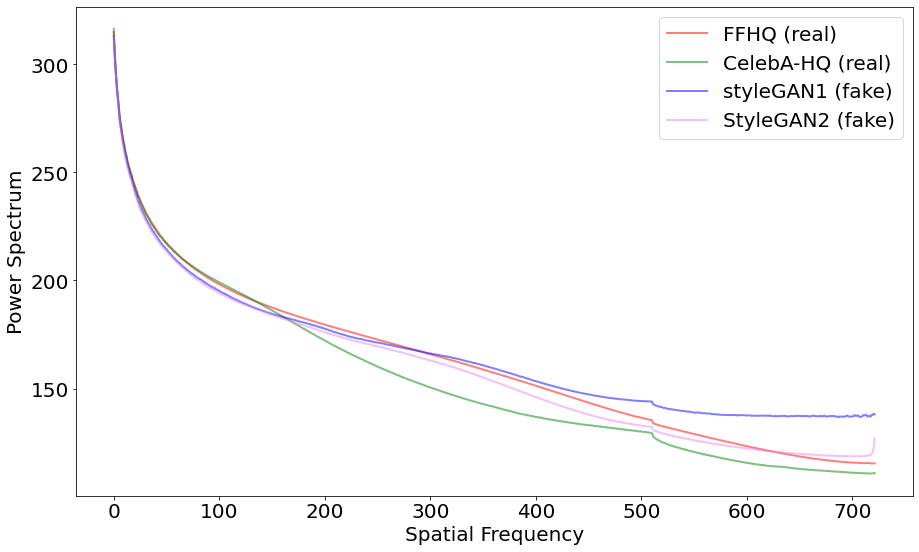 FFHQ (real)
CelebA-HQ (real)
styleGAN1 (fake)
StyleGAN2 (fake)
Power Spectrum
300
250
200
150
0 100 200 300 400 500 600 700
Spatial Frequency